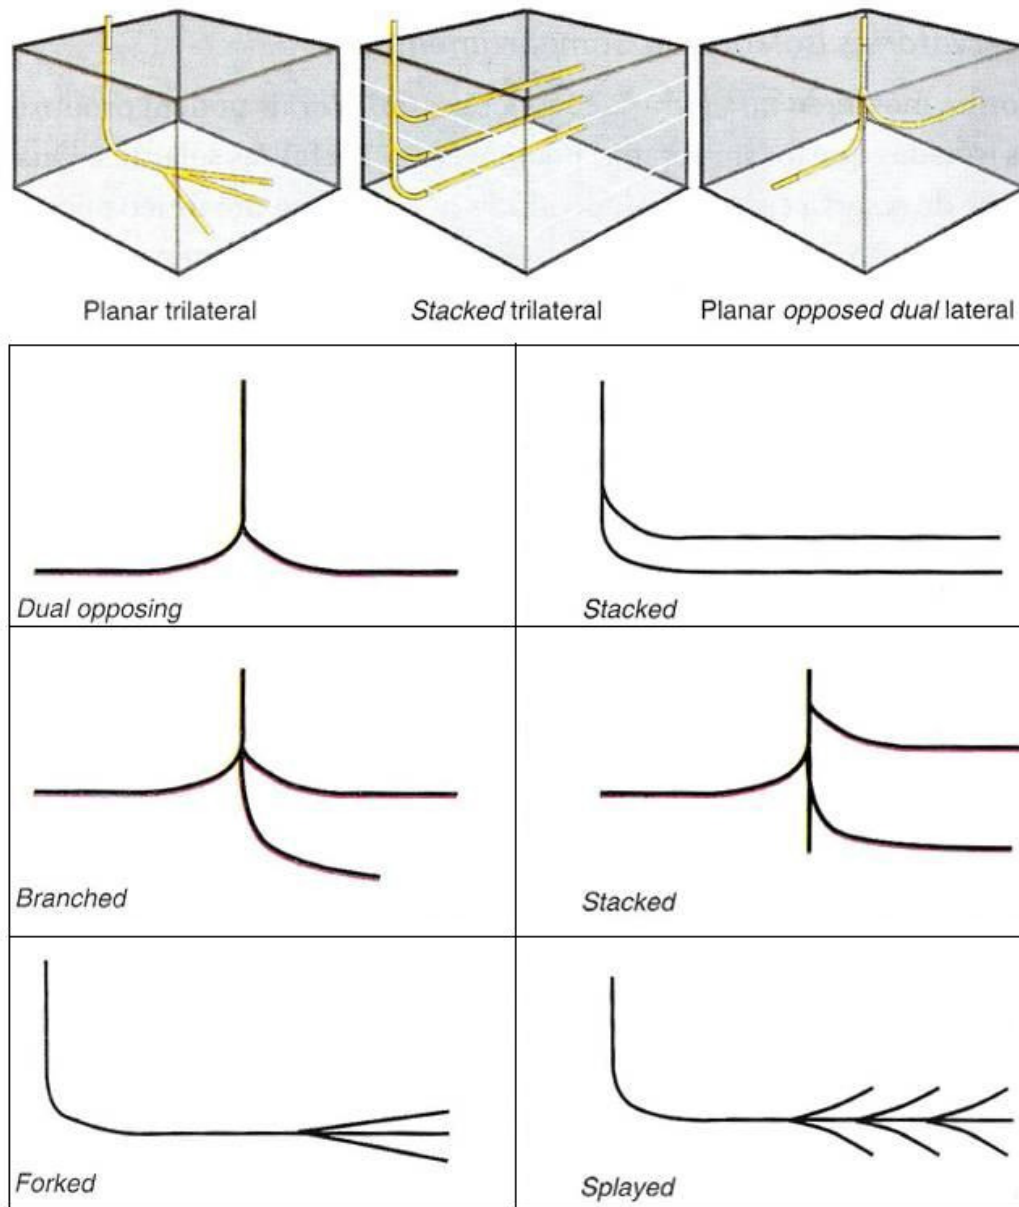 Planar trilateral
Stacked trilateral
Planar opposed dual lateral
Dual opposing
Stacked
Branched
Stacked
Forked
Splayed